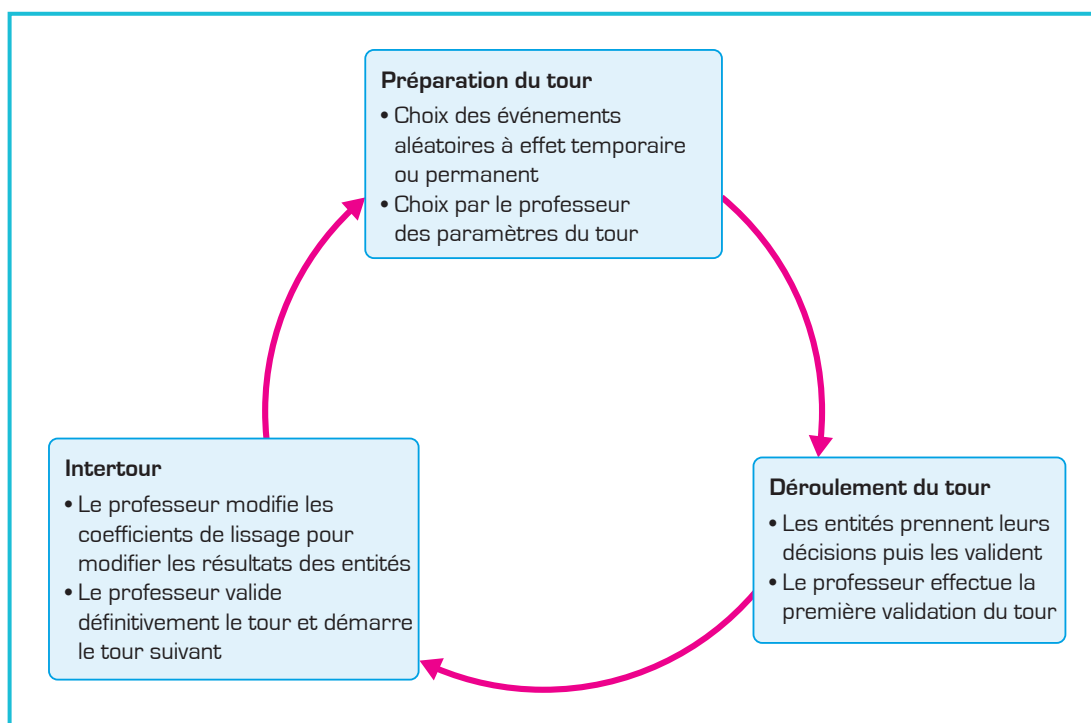 Préparation du tour
• Choix des événements
aléatoires à effet temporaire
ou permanent
• Choix par le professeur
des paramètres du tour
Intertour
• Le professeur modifie les
coefficients de lissage pour
modifier les résultats des entités
• Le professeur valide
définitivement le tour et démarre
le tour suivant
Déroulement du tour
• Les entités prennent leurs
décisions puis les valident
• Le professeur effectue la
première validation du tour